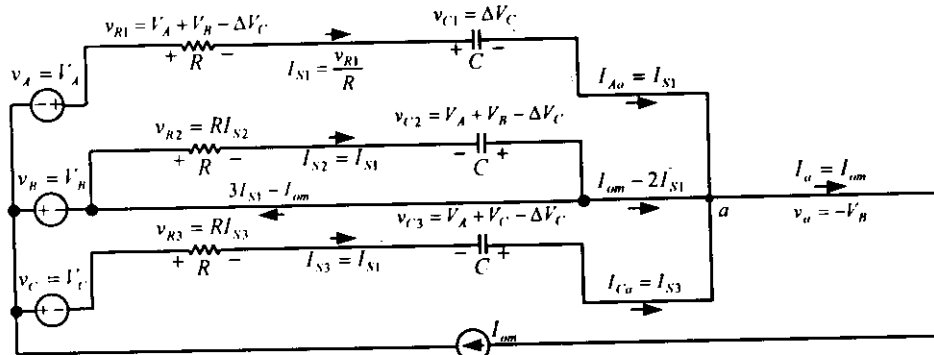 v_{R1} = V_A + V_B − ΔV_C
v_{C1} = ΔV_C
+ R −
I_{S1} = v_{R1}/R
+ C −
I_{Aa} = I_{S1}
v_A = V_A
− +
v_{R2} = RI_{S2}
v_{C2} = V_A + V_B − ΔV_C
+ R −
I_{S2} = I_{S1}
− C +
v_B = V_B
+ −
3I_{S1} − I_{om}
I_{om} − 2I_{S1}
a
I_a = I_{om}
v_a = −V_B
v_{R3} = RI_{S3}
v_{C3} = V_A + V_C − ΔV_C
+ R −
I_{S3} = I_{S1}
− C +
v_C = V_C
+ −
I_{Ca} = I_{S3}
I_{om}